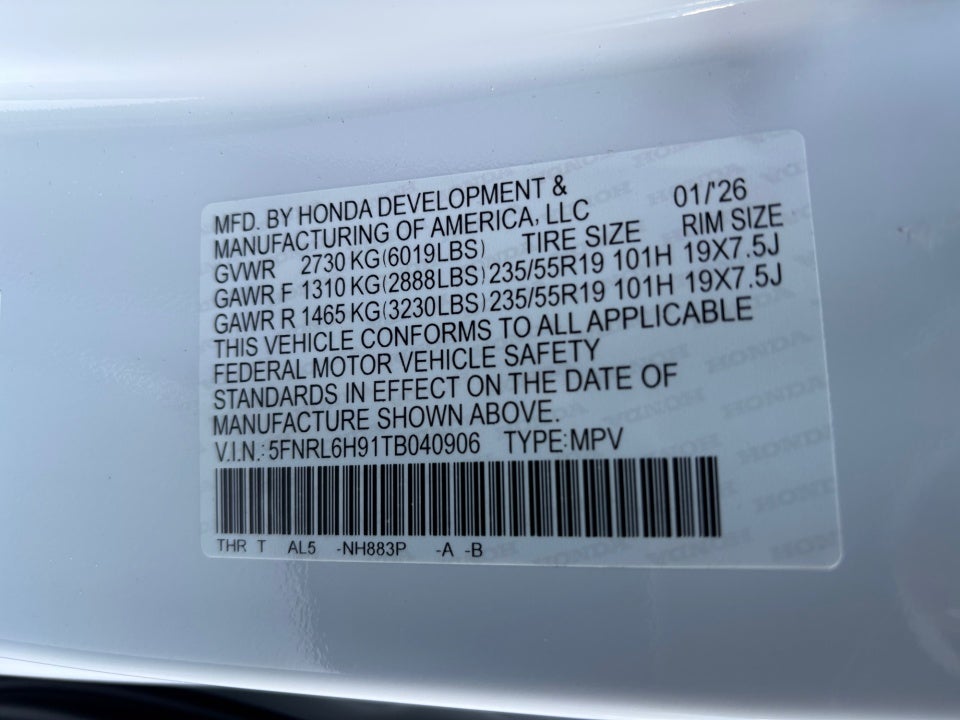 MFD. BY HONDA DEVELOPMENT & 01/'26
MANUFACTURING OF AMERICA, LLC
GVWR 2730 KG(6019LBS) TIRE SIZE RIM SIZE
GAWR F 1310 KG(2888LBS) 235/55R19 101H 19X7.5J
GAWR R 1465 KG(3230LBS) 235/55R19 101H 19X7.5J
THIS VEHICLE CONFORMS TO ALL APPLICABLE
FEDERAL MOTOR VEHICLE SAFETY
STANDARDS IN EFFECT ON THE DATE OF
MANUFACTURE SHOWN ABOVE.
V.I.N.: 5FNRL6H91TB040906 TYPE:MPV
THR T AL5 -NH883P -A -B